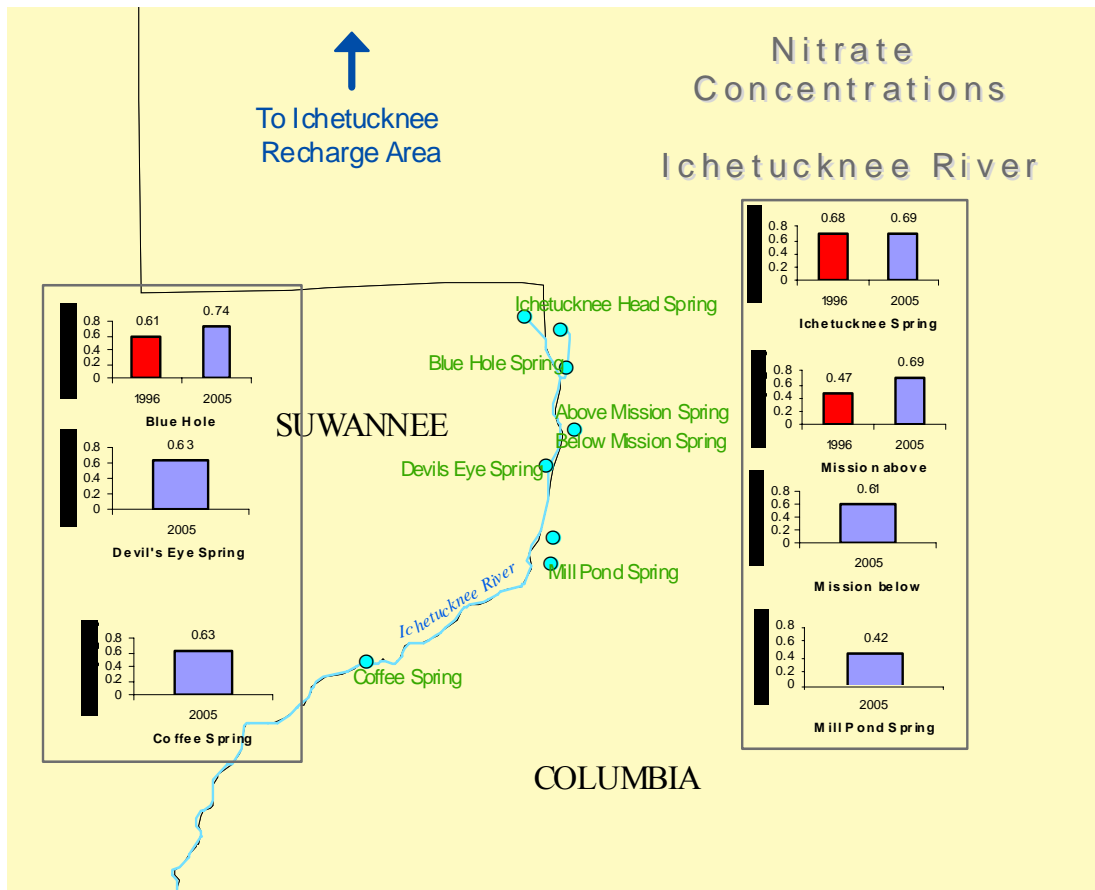 Nitrate
Concentrations
Ichetucknee River
To Ichetucknee
Recharge Area
0.8
0.6
0.4
0.2
0
0.61
0.74
1996
2005
Blue Hole
0.8
0.6
0.4
0.2
0
0.63
2005
Devil's Eye Spring
0.8
0.6
0.4
0.2
0
0.63
2005
Coffee Spring
SUWANNEE
Ichetucknee Head Spring
Blue Hole Spring
Above Mission Spring
Below Mission Spring
Devils Eye Spring
Mill Pond Spring
Ichetucknee River
Coffee Spring
COLUMBIA
0.8
0.6
0.4
0.2
0
0.68
0.69
1996
2005
Ichetucknee Spring
0.8
0.6
0.4
0.2
0
0.47
0.69
1996
2005
Mission above
0.8
0.6
0.4
0.2
0
0.61
2005
Mission below
0.8
0.6
0.4
0.2
0
0.42
2005
Mill Pond Spring